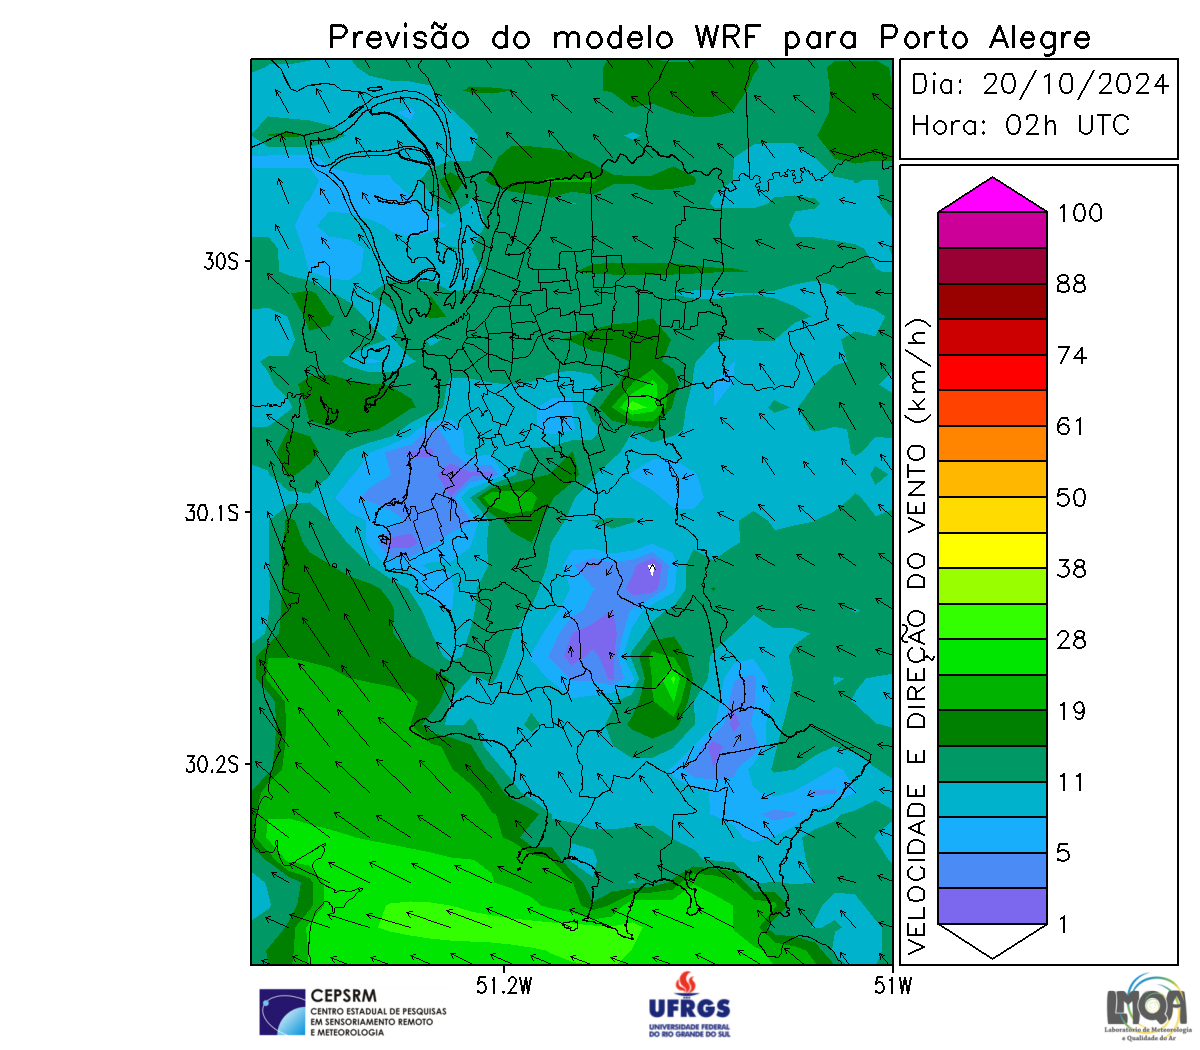 Previsão do modelo WRF para Porto Alegre
Dia: 20/10/2024
Hora: 02h UTC
30S
30.1S
30.2S
51.2W
51W
VELOCIDADE E DIREÇÃO DO VENTO (km/h)
100
88
74
61
50
38
28
19
11
5
1
CEPSRM
CENTRO ESTADUAL DE PESQUISAS
EM SENSORIAMENTO REMOTO
E METEOROLOGIA
UFRGS
UNIVERSIDADE FEDERAL
DO RIO GRANDE DO SUL
LMQA
Laboratório de Meteorologia
e Qualidade do Ar